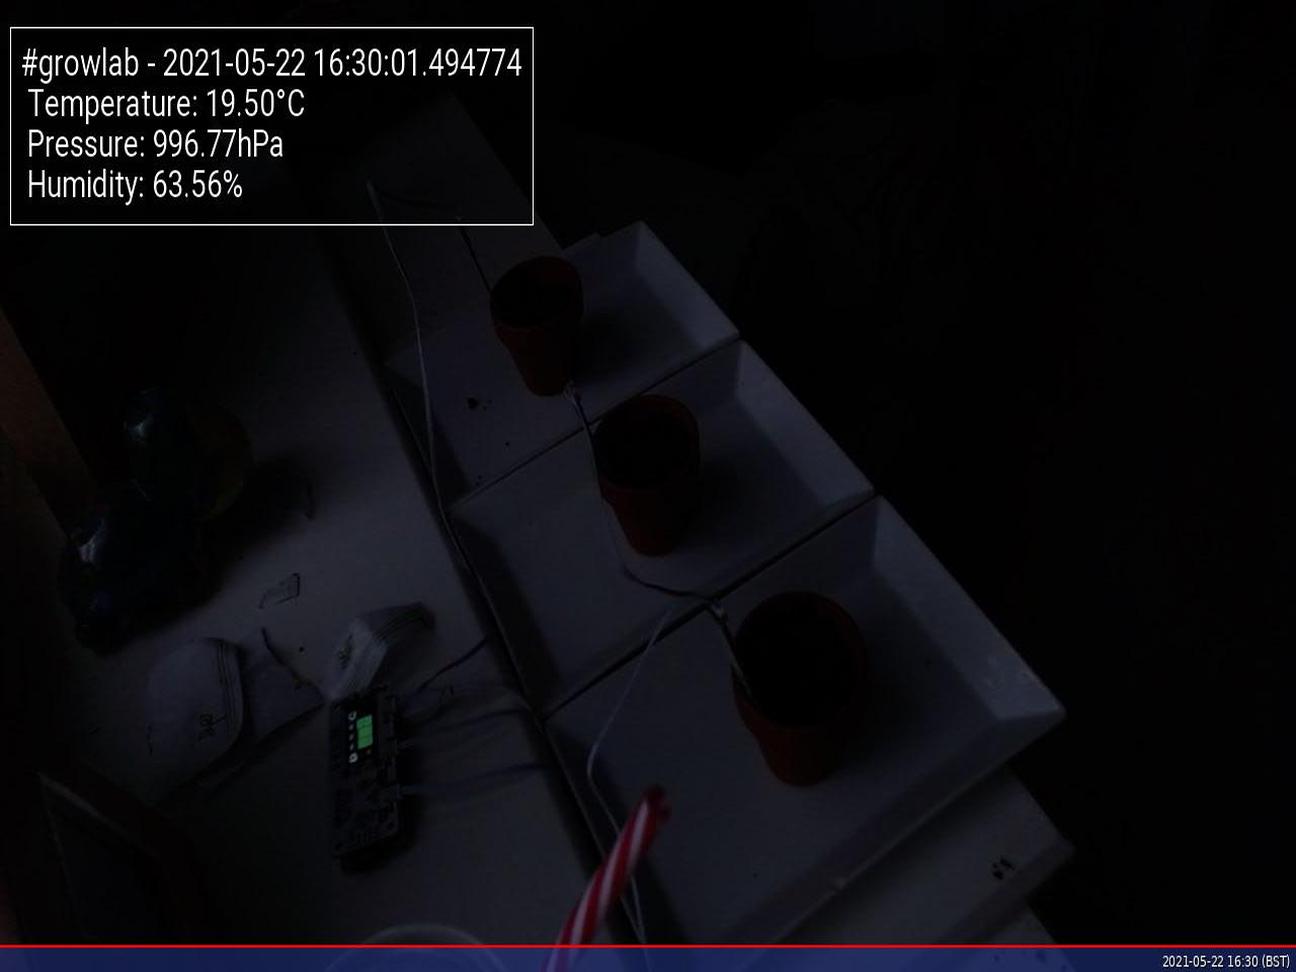 #growlab - 2021-05-22 16:30:01.494774
Temperature: 19.50°C
Pressure: 996.77hPa
Humidity: 63.56%
2021-05-22 16:30 (BST)